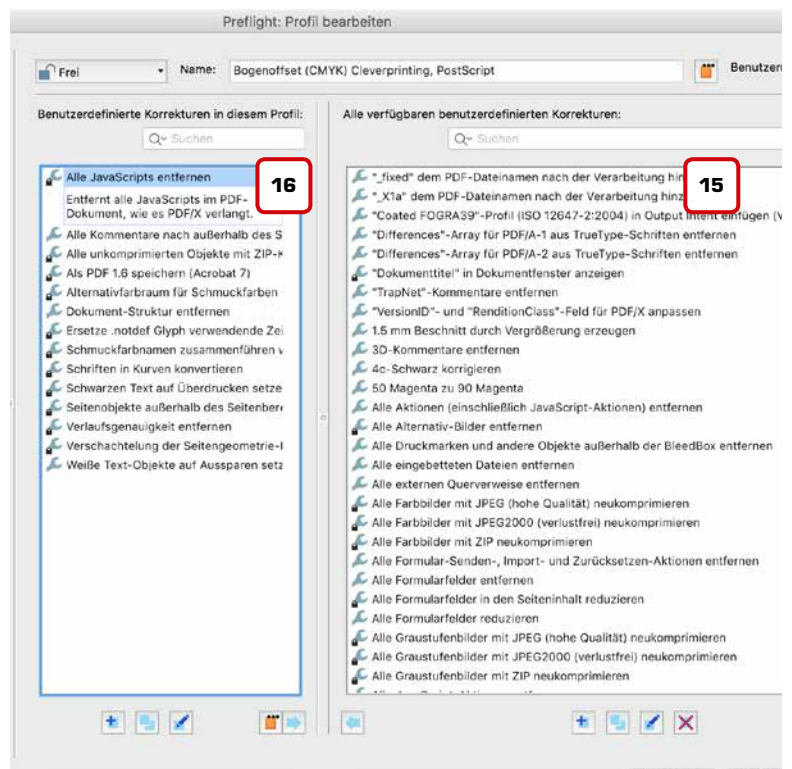 Preflight: Profil bearbeiten
Frei
Name:
Bogenoffset (CMYK) Cleverprinting, PostScript
Benutzer
Benutzerdefinierte Korrekturen in diesem Profil:
Suchen
Alle JavaScripts entfernen
16
Entfernt alle JavaScripts im PDF-
Dokument, wie es PDF/X verlangt.
Alle Kommentare nach außerhalb des S
Alle unkomprimierten Objekte mit ZIP-K
Als PDF 1.6 speichern (Acrobat 7)
Alternativfarbraum für Schmuckfarben
Dokument-Struktur entfernen
Ersetze .notdef Glyph verwendende Zei
Schmuckfarbnamen zusammenführen
Schriften in Kurven konvertieren
Schwarzen Text auf Überdrucken setze
Seitenobjekte außerhalb des Seitenber
Verlaufsgenauigkeit entfernen
Verschachtelung der Seitengeometrie-
Weiße Text-Objekte auf Aussparen setz
Alle verfügbaren benutzerdefinierten Korrekturen:
Suchen
"_fixed" dem PDF-Dateinamen nach der Verarbeitung hinz
15
"_X1a" dem PDF-Dateinamen nach der Verarbeitung hinz
"Coated FOGRA39"-Profil (ISO 12647-2:2004) in Output Intent einfügen (V
"Differences"-Array für PDF/A-1 aus TrueType-Schriften entfernen
"Differences"-Array für PDF/A-2 aus TrueType-Schriften entfernen
"Dokumenttitel" in Dokumentfenster anzeigen
"TrapNet"-Kommentare entfernen
"VersionID"- und "RenditionClass"-Feld für PDF/X anpassen
1.5 mm Beschnitt durch Vergrößerung erzeugen
3D-Kommentare entfernen
4c-Schwarz korrigieren
50 Magenta zu 90 Magenta
Alle Aktionen (einschließlich JavaScript-Aktionen) entfernen
Alle Alternativ-Bilder entfernen
Alle Druckmarken und andere Objekte außerhalb der BleedBox entfernen
Alle eingebetteten Dateien entfernen
Alle externen Querverweise entfernen
Alle Farbbilder mit JPEG (hohe Qualität) neukomprimieren
Alle Farbbilder mit JPEG2000 (verlustfrei) neukomprimieren
Alle Farbbilder mit ZIP neukomprimieren
Alle Formular-Senden-, Import- und Zurücksetzen-Aktionen entfernen
Alle Formularfelder entfernen
Alle Formularfelder in den Seiteninhalt reduzieren
Alle Formularfelder reduzieren
Alle Graustufenbilder mit JPEG (hohe Qualität) neukomprimieren
Alle Graustufenbilder mit JPEG2000 (verlustfrei) neukomprimieren
Alle Graustufenbilder mit ZIP neukomprimieren